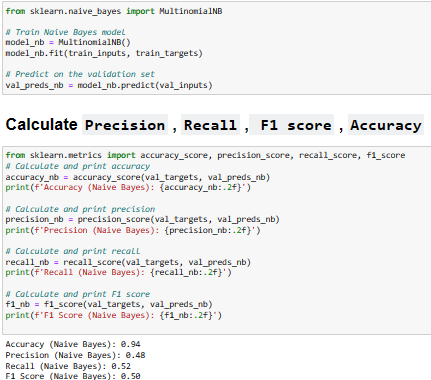 from sklearn.naive_bayes import MultinomialNB
# Train Naive Bayes model
model_nb = MultinomialNB()
model_nb.fit(train_inputs, train_targets)
# Predict on the validation set
val_preds_nb = model_nb.predict(val_inputs)
Calculate Precision , Recall , F1 score , Accuracy
from sklearn.metrics import accuracy_score, precision_score, recall_score, f1_score
# Calculate and print accuracy
accuracy_nb = accuracy_score(val_targets, val_preds_nb)
print(f'Accuracy (Naive Bayes): {accuracy_nb:.2f}')
# Calculate and print precision
precision_nb = precision_score(val_targets, val_preds_nb)
print(f'Precision (Naive Bayes): {precision_nb:.2f}')
# Calculate and print recall
recall_nb = recall_score(val_targets, val_preds_nb)
print(f'Recall (Naive Bayes): {recall_nb:.2f}')
# Calculate and print F1 score
f1_nb = f1_score(val_targets, val_preds_nb)
print(f'F1 Score (Naive Bayes): {f1_nb:.2f}')
Accuracy (Naive Bayes): 0.94
Precision (Naive Bayes): 0.48
Recall (Naive Bayes): 0.52
F1 Score (Naive Bayes): 0.50